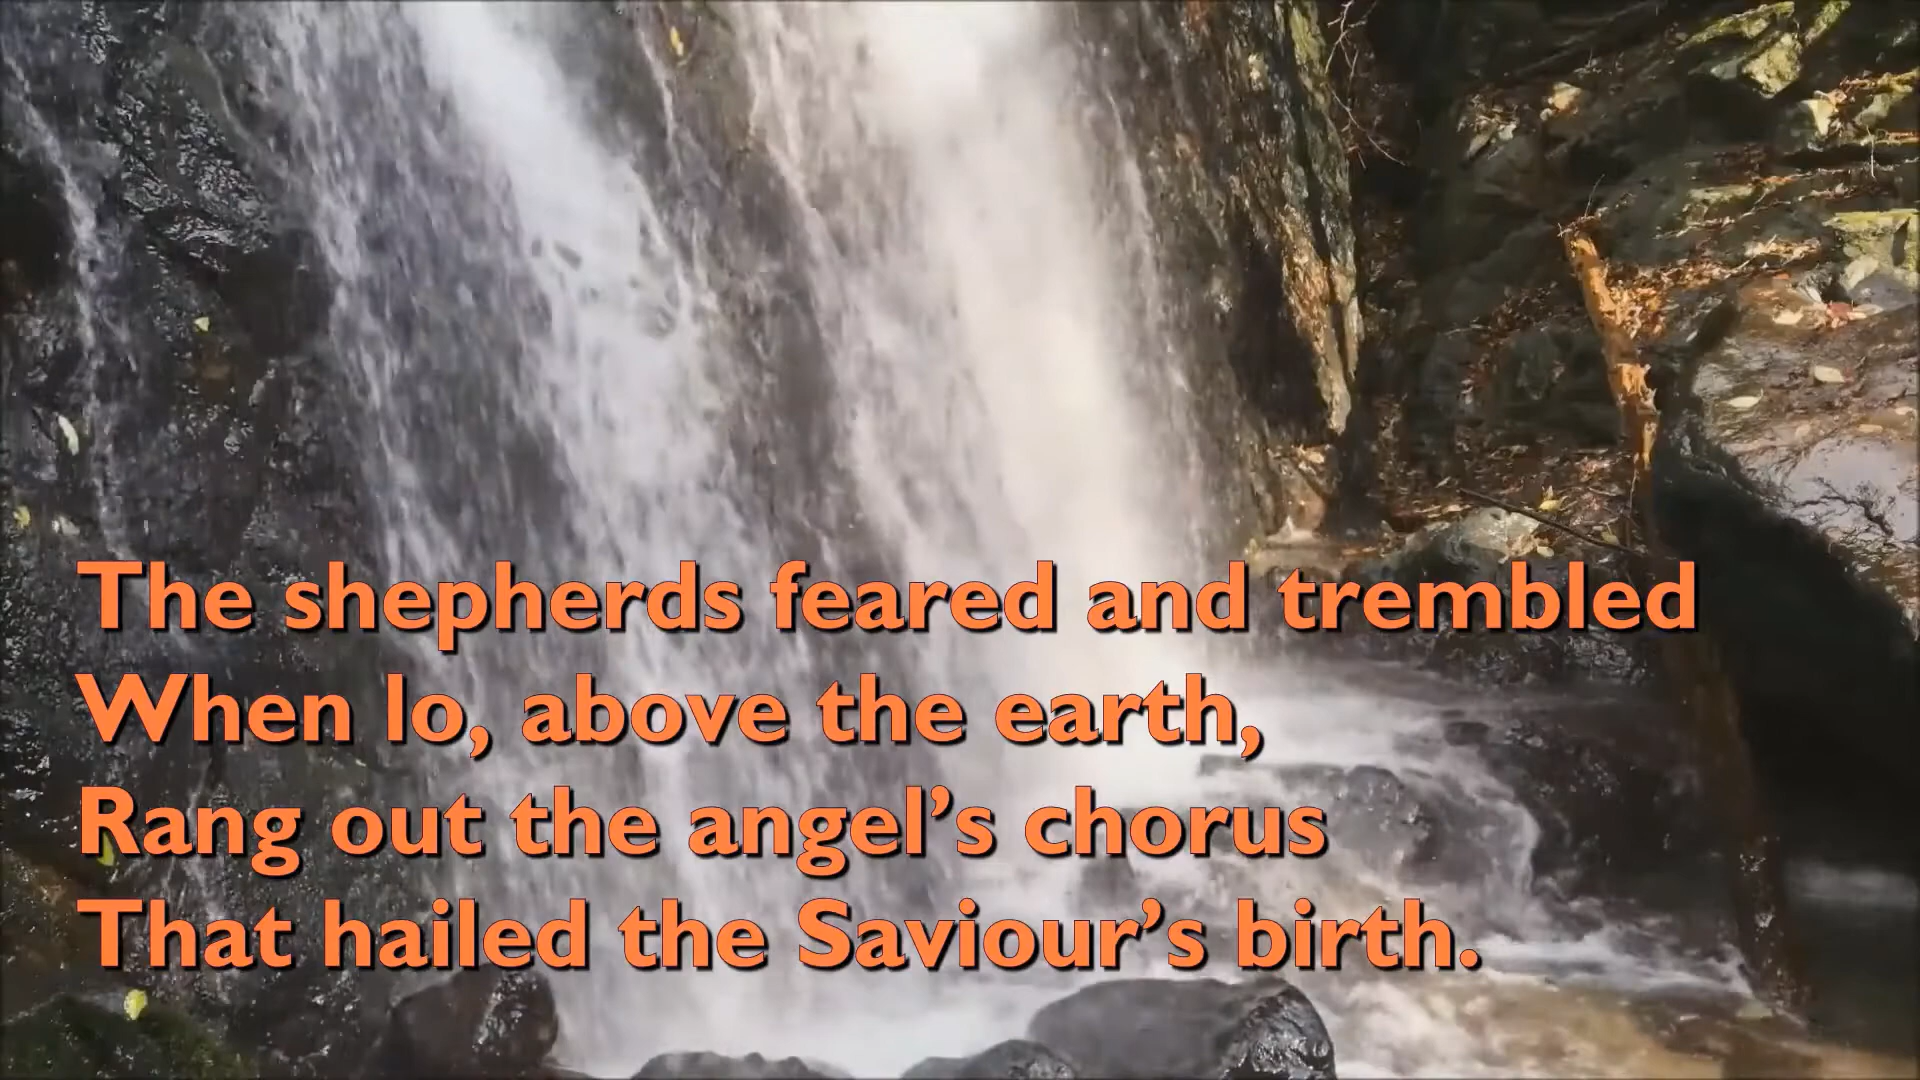 The shepherds feared and trembled
When lo, above the earth,
Rang out the angel’s chorus
That hailed the Saviour’s birth.